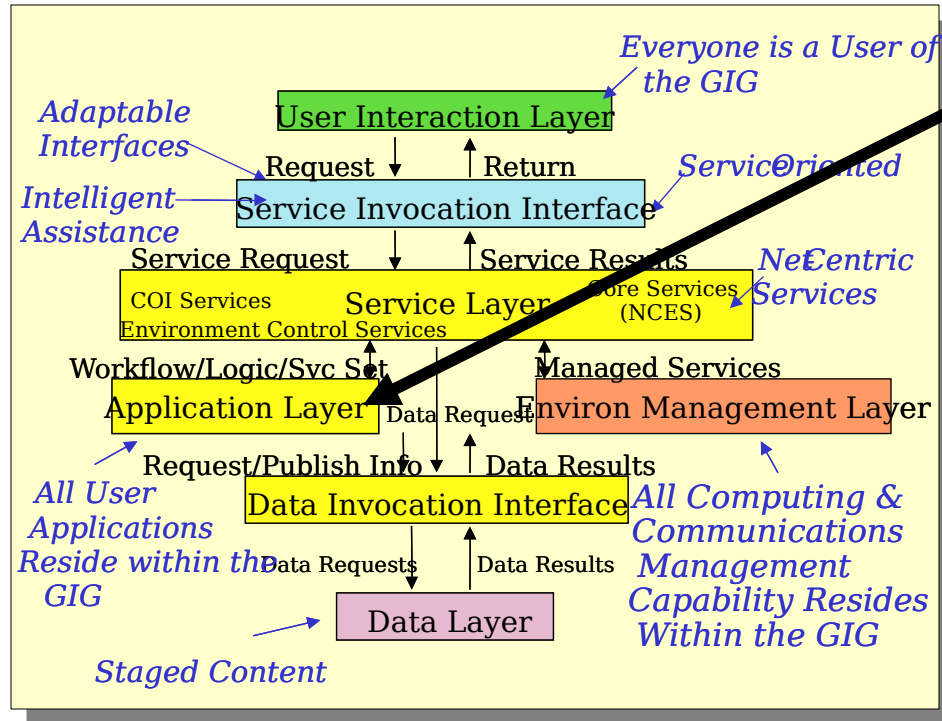 Everyone is a User of
the GIG
User Interaction Layer
Adaptable
Interfaces
Request
Return
Service Oriented
Intelligent
Assistance
Service Invocation Interface
Service Request
Service Results
Net Centric
Services
COI Services
Service Layer
Core Services
(NCES)
Environment Control Services
Workflow/Logic/Svc Set
Managed Services
Application Layer
Data Request
Environ Management Layer
Request/Publish Info
Data Results
All User
Applications
Reside within the
GIG
Data Invocation Interface
All Computing &
Communications
Management
Capability Resides
Within the GIG
Data Requests
Data Results
Data Layer
Staged Content